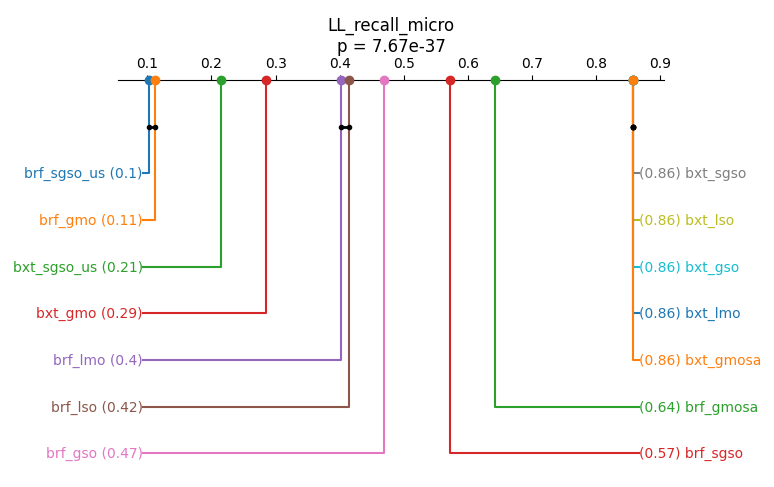 LL_recall_micro
p = 7.67e-37
0.1 0.2 0.3 0.4 0.5 0.6 0.7 0.8 0.9
brf_sgso_us (0.1)
(0.86) bxt_sgso
brf_gmo (0.11)
(0.86) bxt_lso
bxt_sgso_us (0.21)
(0.86) bxt_gso
bxt_gmo (0.29)
(0.86) bxt_lmo
brf_lmo (0.4)
(0.86) bxt_gmosa
brf_lso (0.42)
(0.64) brf_gmosa
brf_gso (0.47)
(0.57) brf_sgso